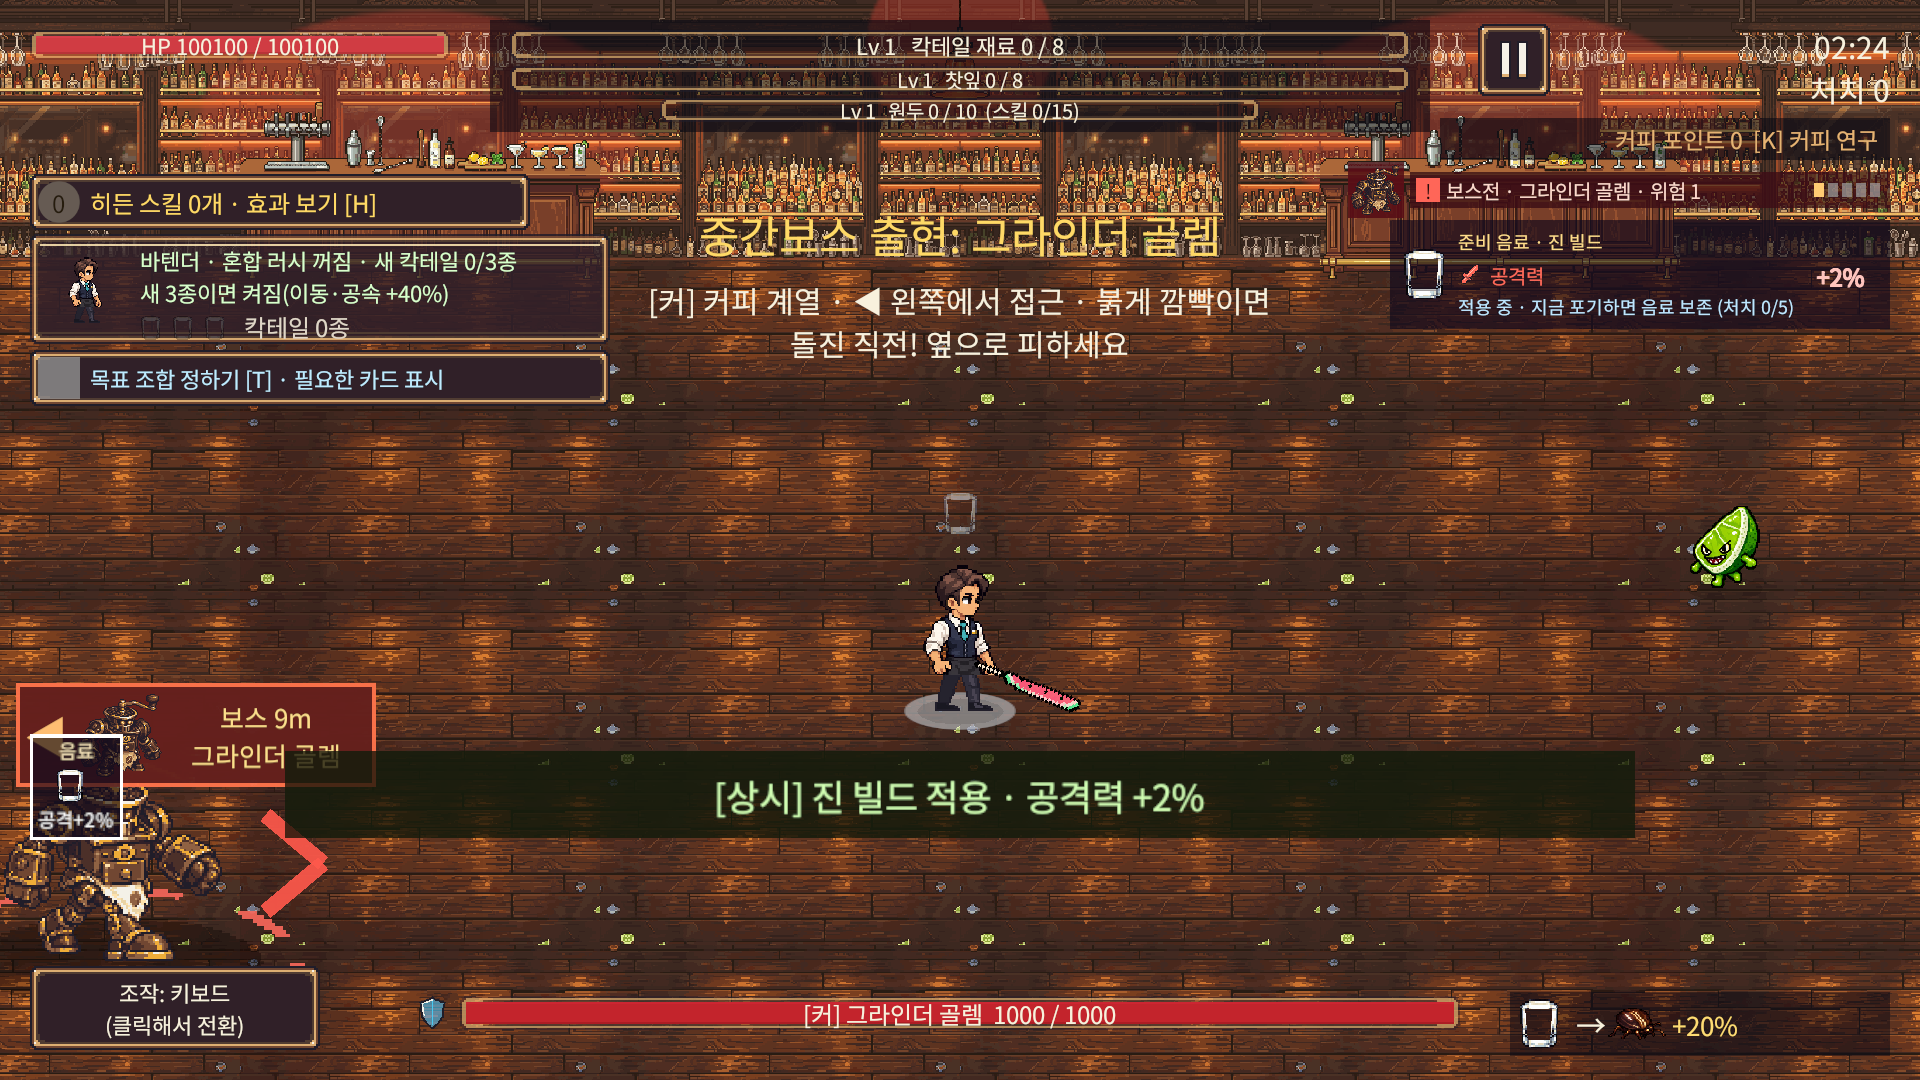 HP 100100 / 100100
Lv 1 칵테일 재료 0 / 8
Lv 1 찻잎 0 / 8
Lv 1 원두 0 / 10 (스킬 0/15)
02:24
처치 0
커피 포인트 0 [K] 커피 연구
! 보스전 · 그라인더 골렘 · 위험 1
준비 음료 · 진 빌드
공격력 +2%
적용 중 · 지금 포기하면 음료 보존 (처치 0/5)
0 히든 스킬 0개 · 효과 보기 [H]
바텐더 · 혼합 러시 꺼짐 · 새 칵테일 0/3종
새 3종이면 켜짐(이동·공속 +40%)
칵테일 0종
목표 조합 정하기 [T] · 필요한 카드 표시
중간보스 출현: 그라인더 골렘
[커] 커피 계열 · ◀ 왼쪽에서 접근 · 붉게 깜빡이면
돌진 직전! 옆으로 피하세요
보스 9m
그라인더 골렘
음료
공격+2%
[상시] 진 빌드 적용 · 공격력 +2%
조작: 키보드
(클릭해서 전환)
[커] 그라인더 골렘 1000 / 1000
→ +20%